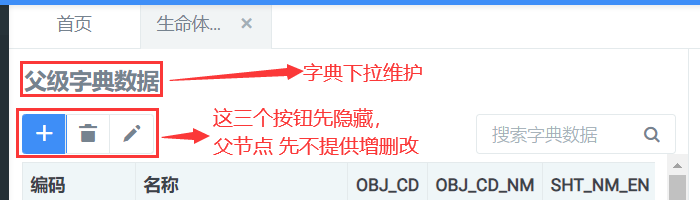 首页
生命体... ×
父级字典数据
字典下拉维护
这三个按钮先隐藏，
父节点 先不提供增删改
搜索字典数据
编码 名称 OBJ_CD OBJ_CD_NM SHT_NM_EN